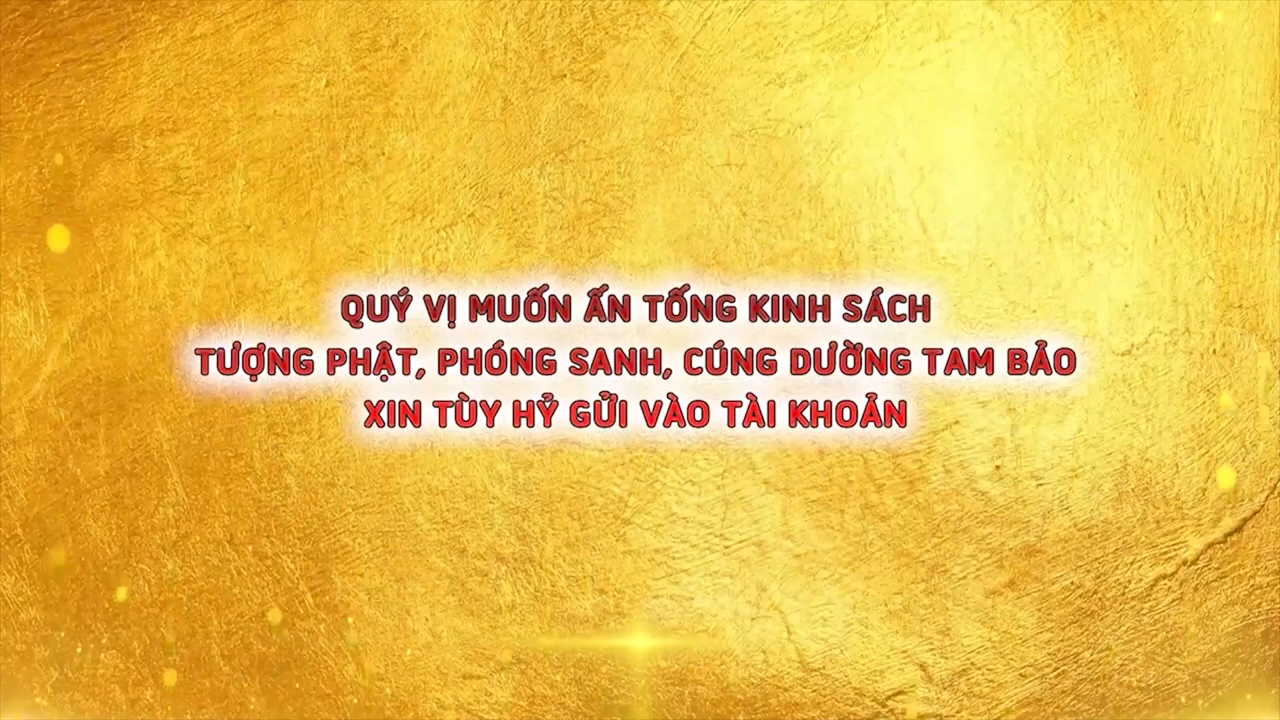 QUÝ VỊ MUỐN ẤN TỐNG KINH SÁCH
TƯỢNG PHẬT, PHÓNG SANH, CÚNG DƯỜNG TAM BẢO
XIN TÙY HỶ GỬI VÀO TÀI KHOẢN